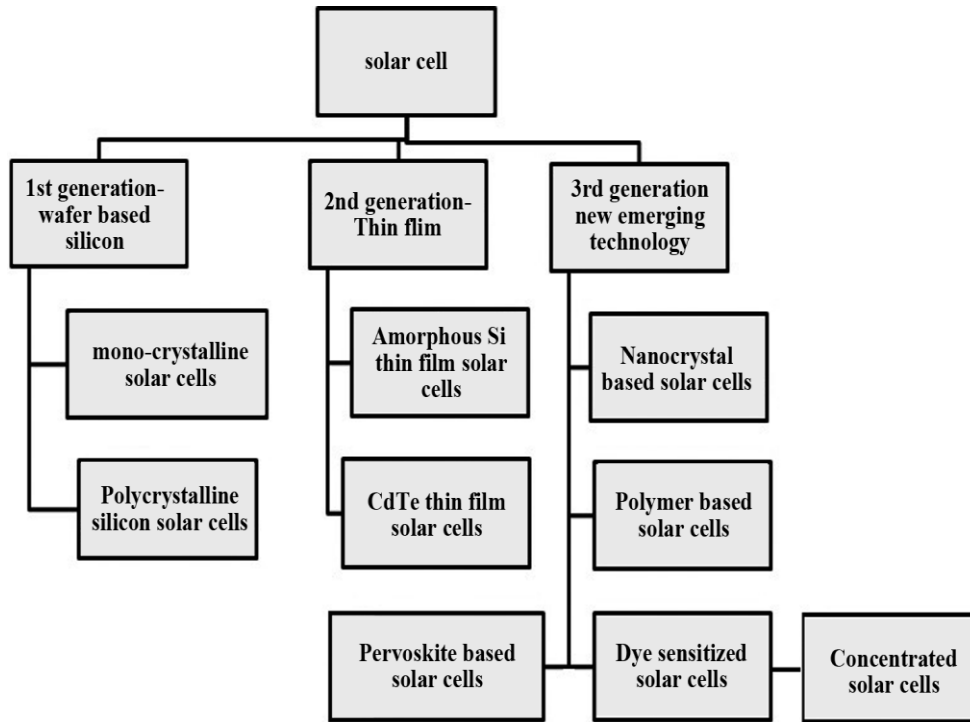 solar cell
1st generation-
wafer based
silicon
2nd generation-
Thin flim
3rd generation
new emerging
technology
mono-crystalline
solar cells
Amorphous Si
thin film solar
cells
Nanocrystal
based solar cells
Polycrystalline
silicon solar cells
CdTe thin film
solar cells
Polymer based
solar cells
Pervoskite based
solar cells
Dye sensitized
solar cells
Concentrated
solar cells